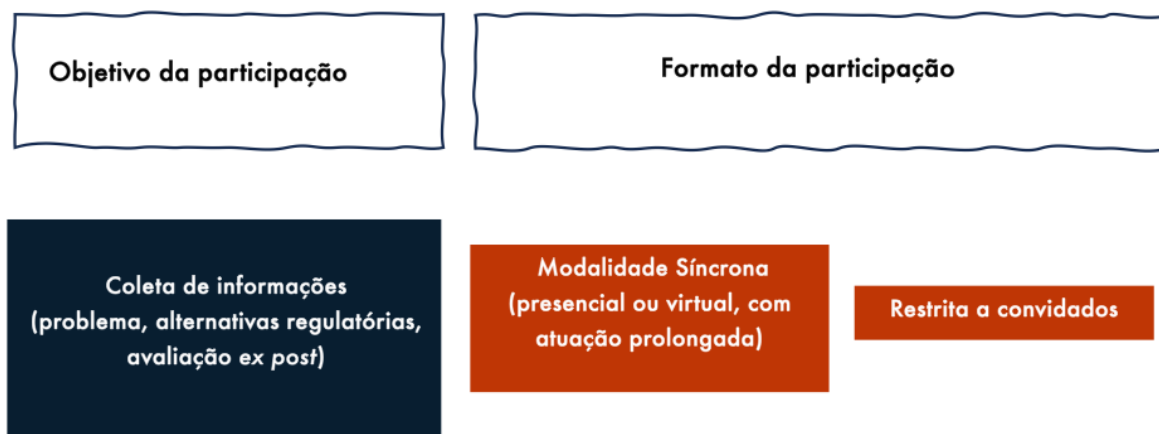 Objetivo da participação
Formato da participação
Coleta de informações
(problema, alternativas regulatórias,
avaliação ex post)
Modalidade Síncrona
(presencial ou virtual, com
atuação prolongada)
Restrita a convidados